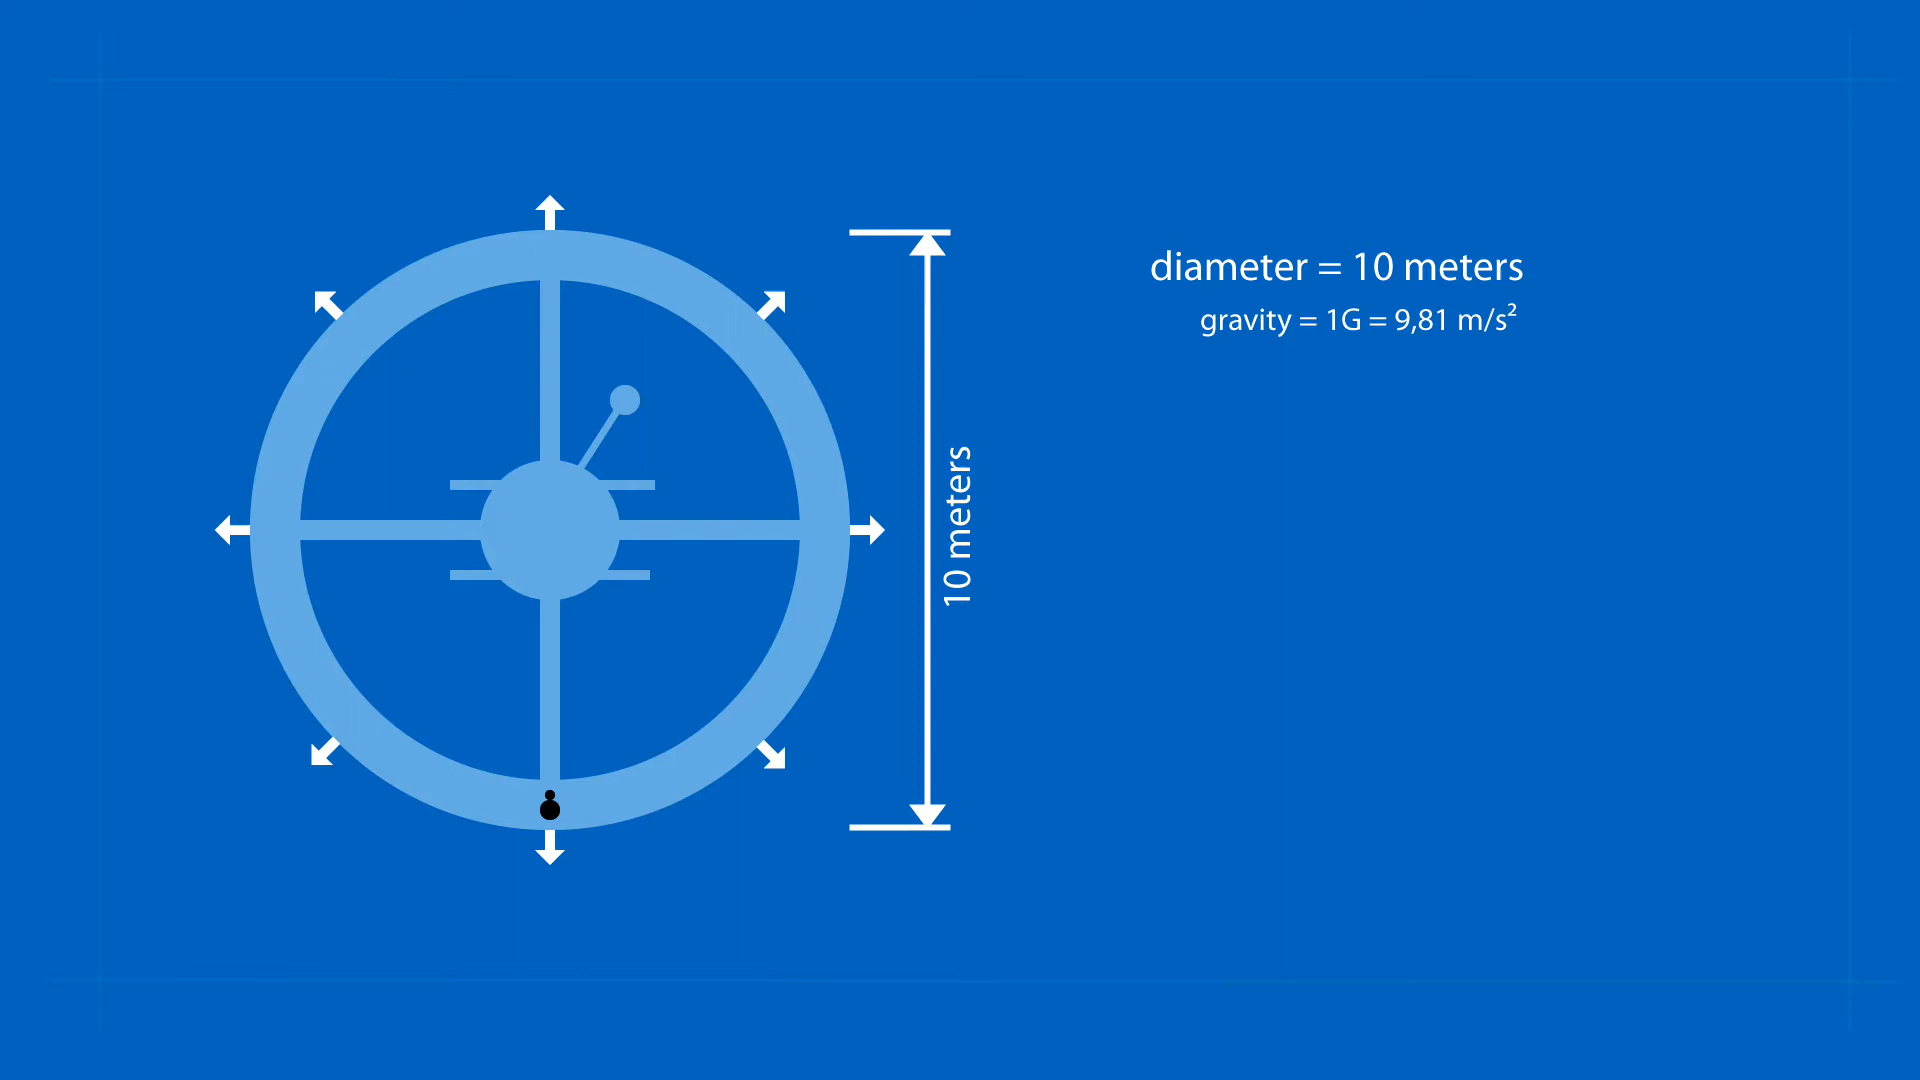 diameter = 10 meters
gravity = 1G = 9,81 m/s²
10 meters